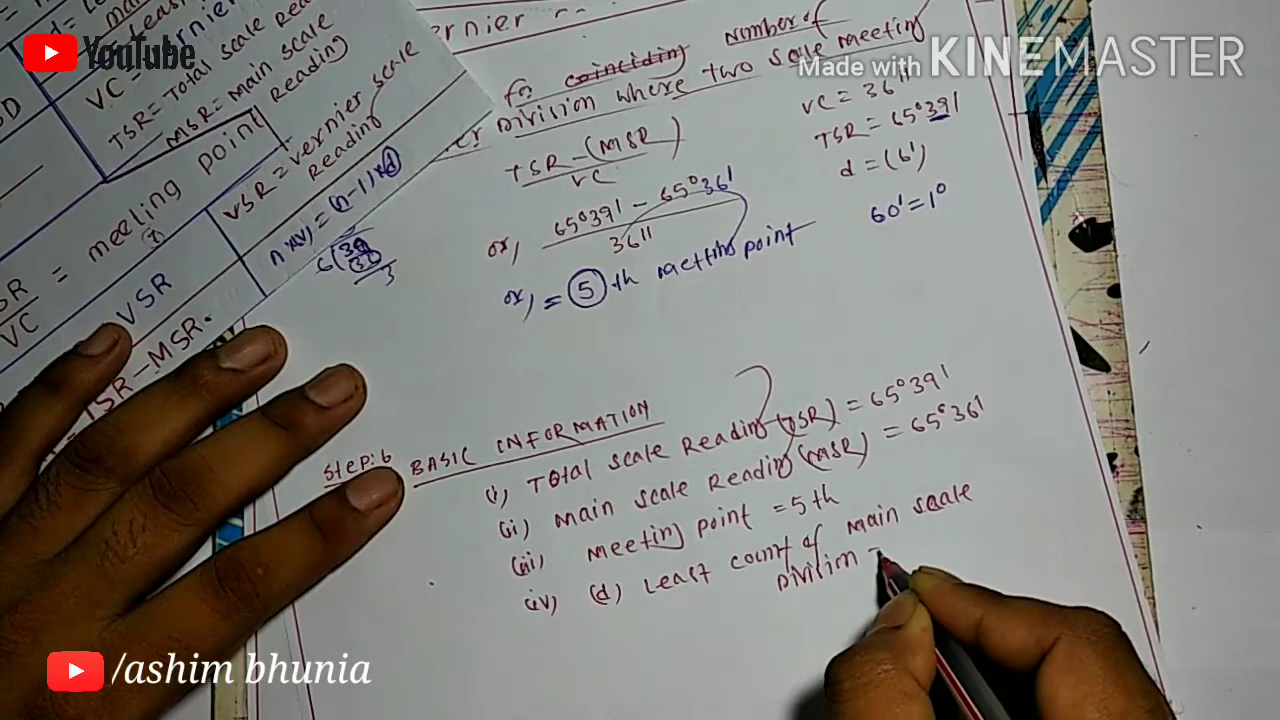 YouTube
Made with KINEMASTER
VC =
TSR = Total Scale
MSR = Main Scale
Reading
VSR = Vernier Scale
Reading
n×(v) = (n-1)×d
= meeting point
VC
VSR
TSR-MSR.
ernier
for coinciding number of
Division where two scale meeting
TSR-(MSR)
VC
VC = 36"
TSR = 65°39'
d = (6')
60' = 1°
or, 65°39' - 65°36'
36"
or, = 5 th meeting point
Step:6 BASIC INFORMATION
(i) Total Scale Reading (TSR) = 65°39'
(ii) Main Scale Reading (MSR) = 65°36'
(iii) Meeting point = 5th
(iv) (d) Least count of main scale
Division =
/ashim bhunia